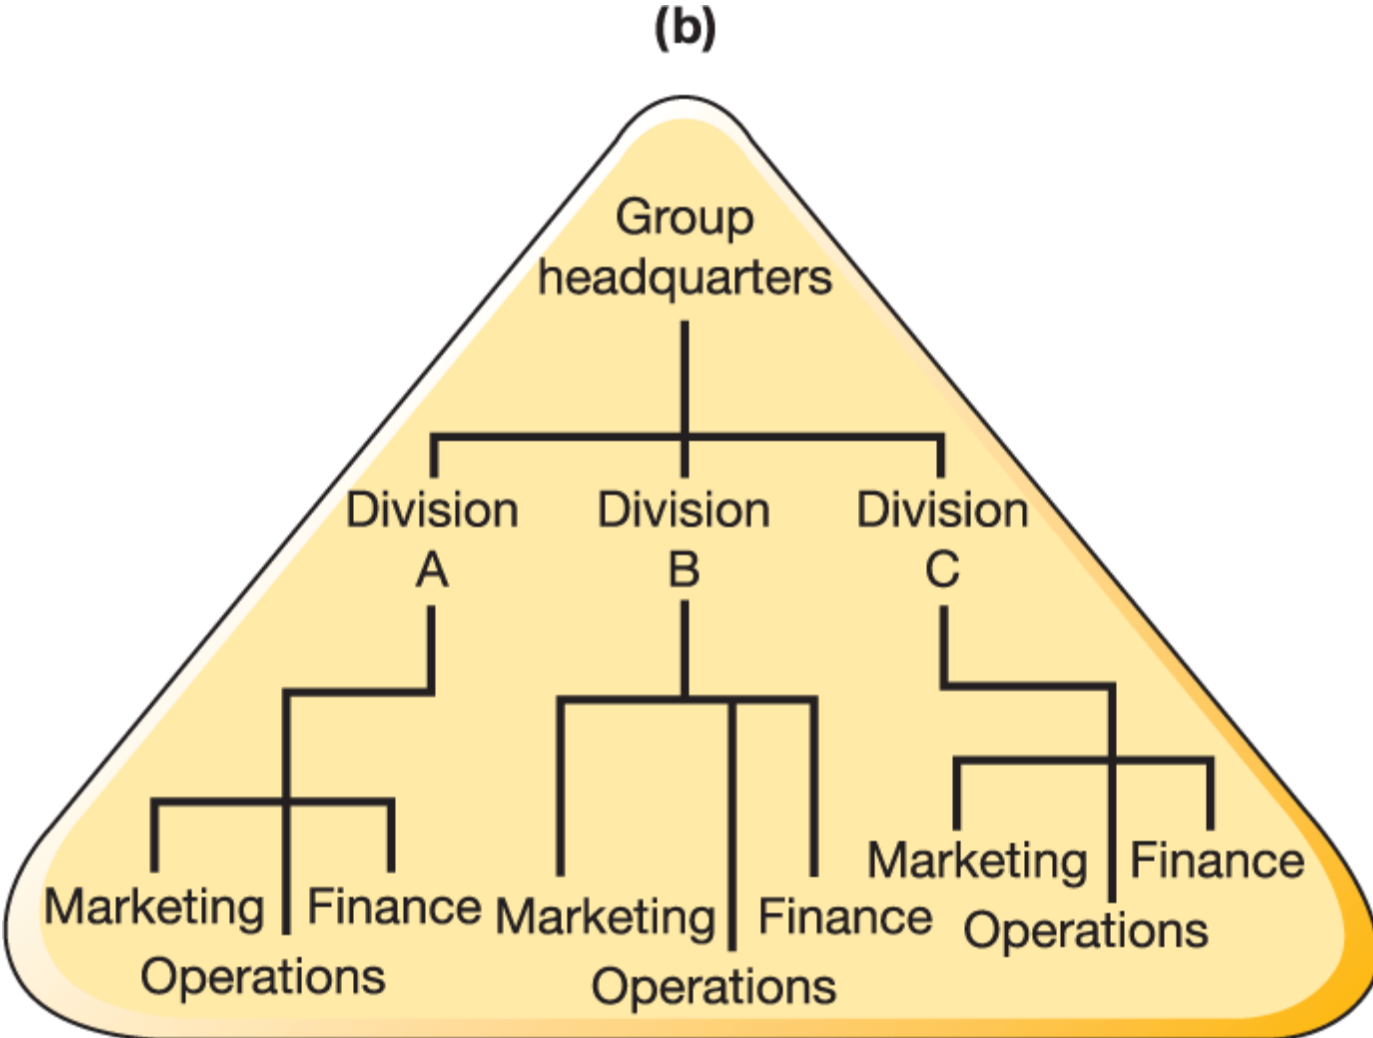 (b)
Group
headquarters
Division
A
Division
B
Division
C
Marketing
Finance
Operations
Marketing
Finance
Operations
Marketing
Finance
Operations